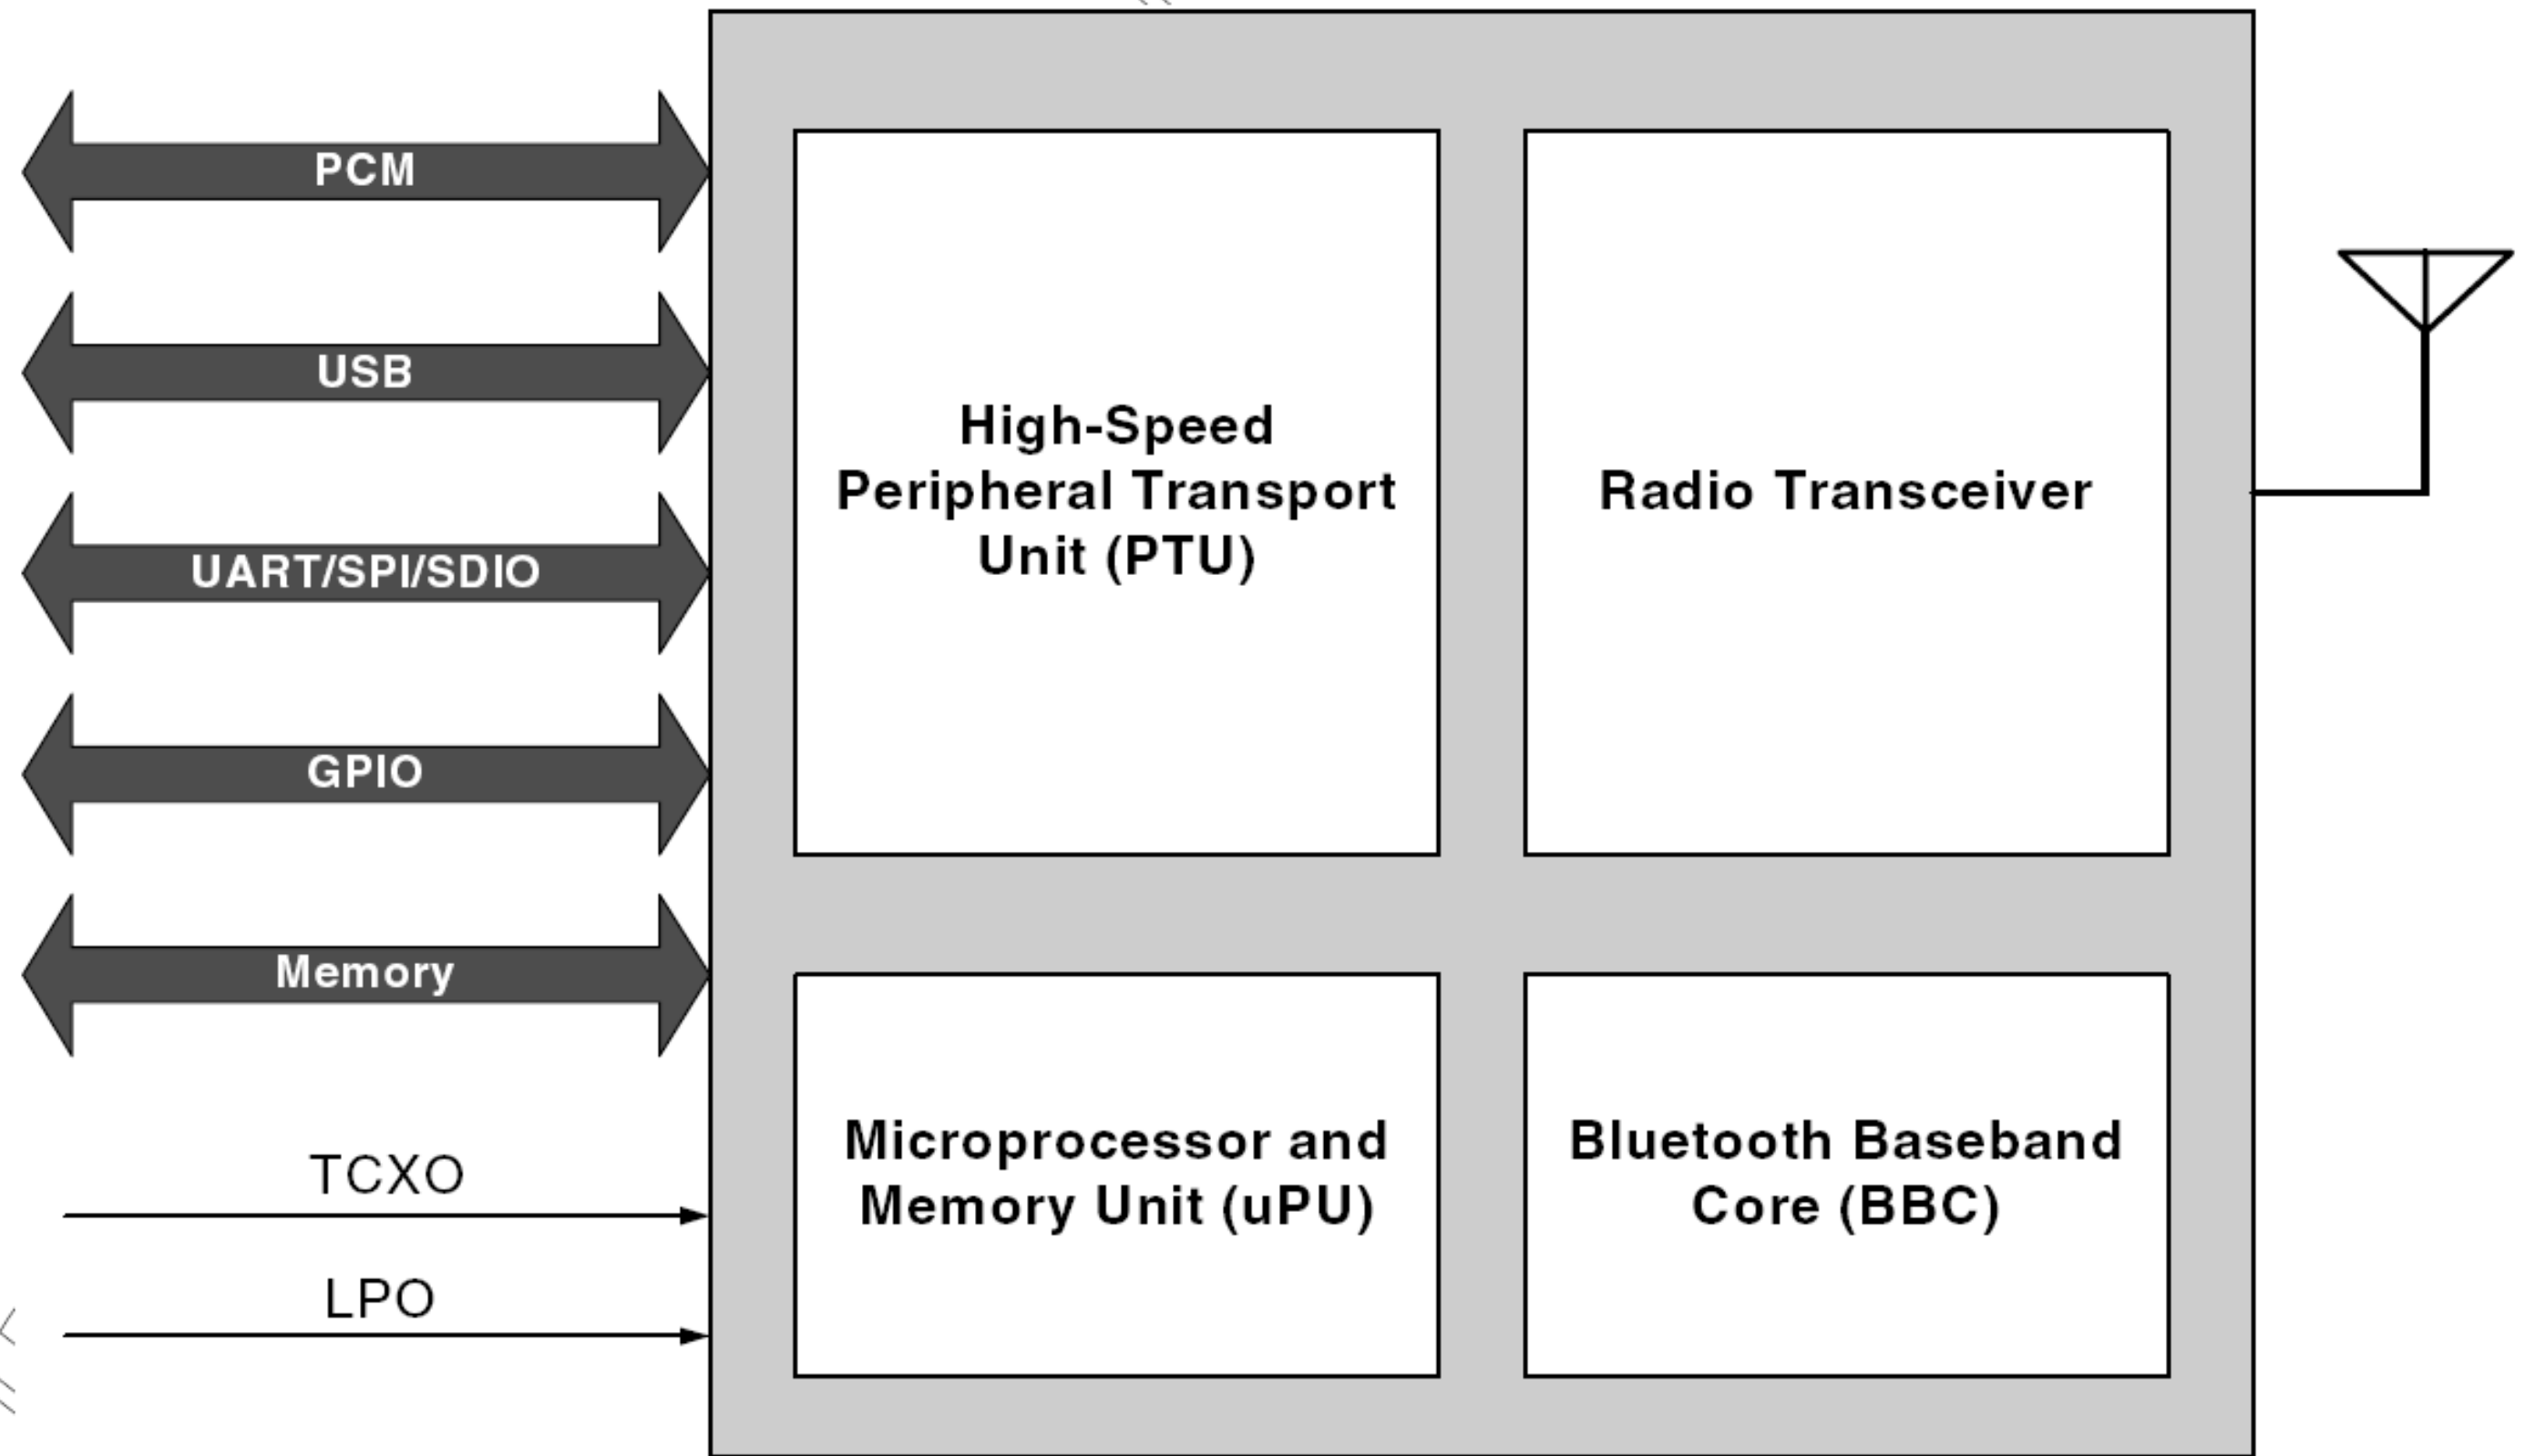 PCM
USB
UART/SPI/SDIO
GPIO
Memory
TCXO
LPO
High-Speed
Peripheral Transport
Unit (PTU)
Radio Transceiver
Microprocessor and
Memory Unit (uPU)
Bluetooth Baseband
Core (BBC)